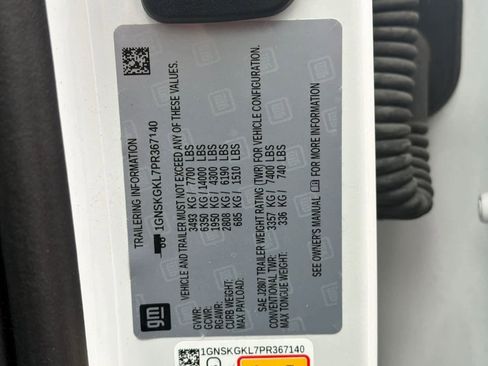 TRAILERING INFORMATION
1GNSKGKL7PR367140
VEHICLE AND TRAILER MUST NOT EXCEED ANY OF THESE VALUES.
GVWR: 3493 KG / 7700 LBS
GCWR: 6350 KG / 14000 LBS
RGAWR: 1950 KG / 4300 LBS
CURB WEIGHT: 2808 KG / 6190 LBS
MAX PAYLOAD: 685 KG / 1510 LBS
SAE J2807 TRAILER WEIGHT RATING (TWR) FOR VEHICLE CONFIGURATION.
CONVENTIONAL TWR: 3357 KG / 7400 LBS
MAX TONGUE WEIGHT: 336 KG / 740 LBS
SEE OWNER'S MANUAL FOR MORE INFORMATION
gm
1GNSKGKL7PR367140